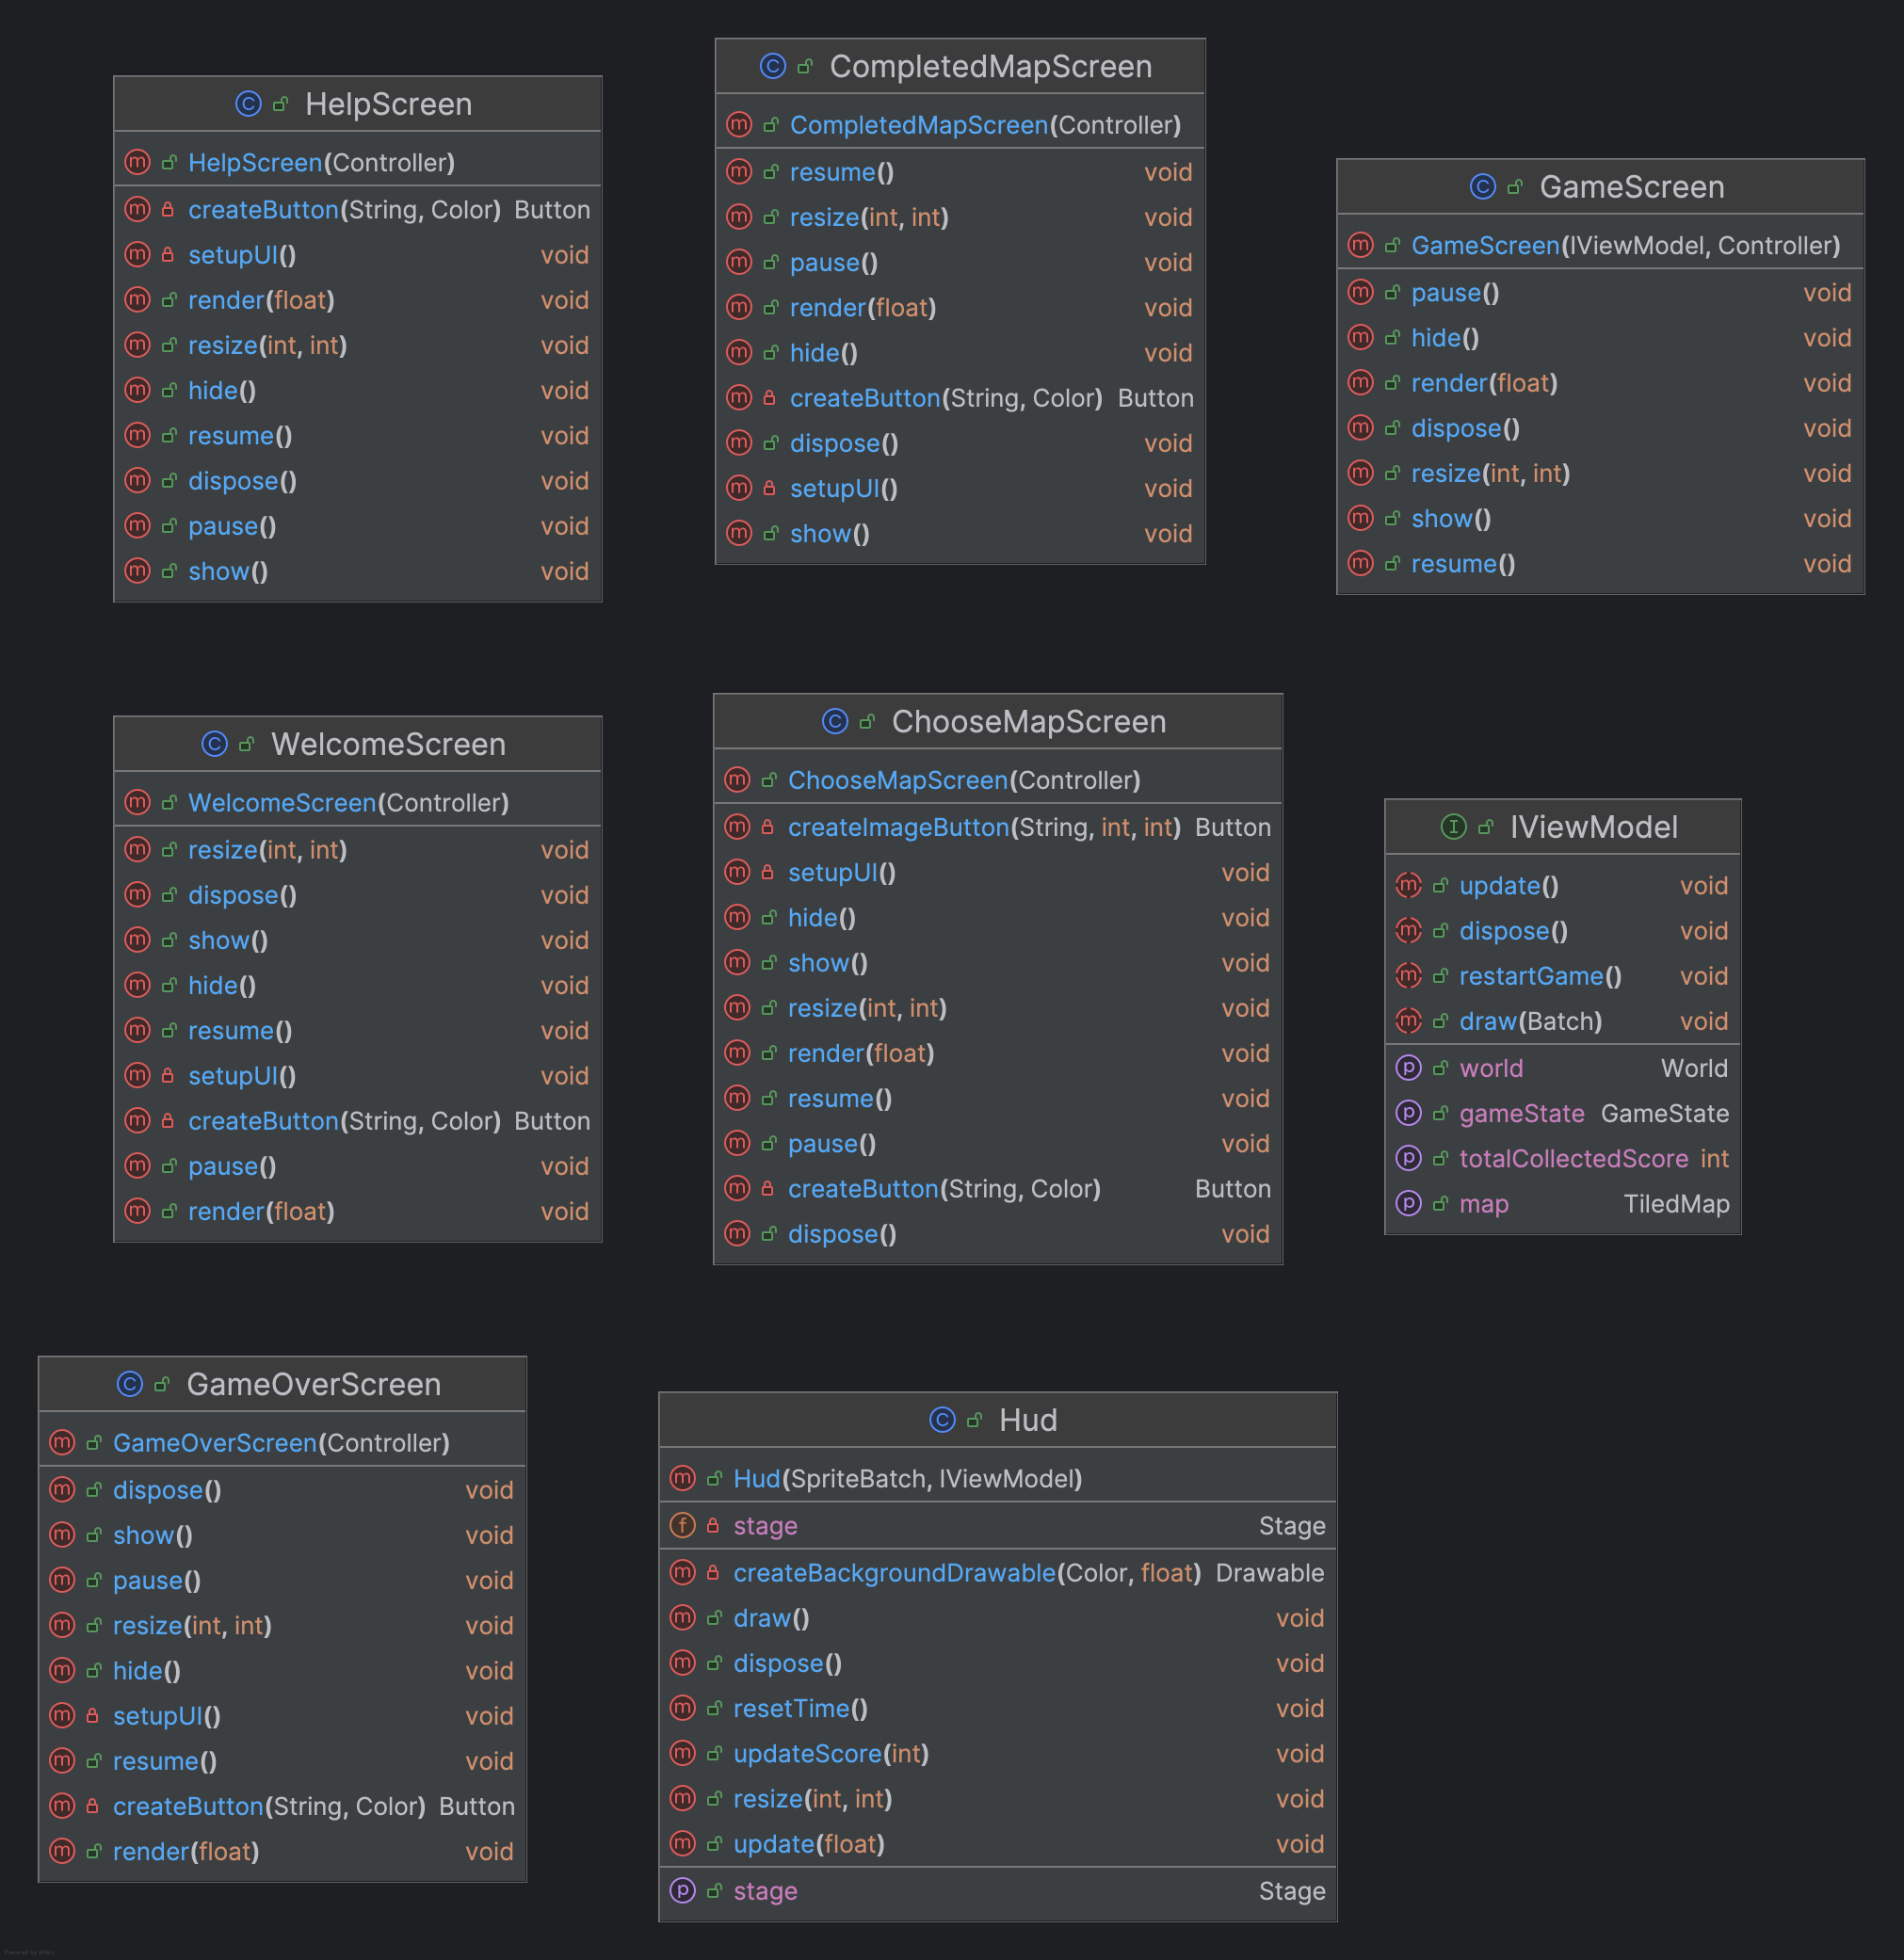 HelpScreen
HelpScreen(Controller)
createButton(String, Color) Button
setupUI() void
render(float) void
resize(int, int) void
hide() void
resume() void
dispose() void
pause() void
show() void
CompletedMapScreen
CompletedMapScreen(Controller)
resume() void
resize(int, int) void
pause() void
render(float) void
hide() void
createButton(String, Color) Button
dispose() void
setupUI() void
show() void
GameScreen
GameScreen(IViewModel, Controller)
pause() void
hide() void
render(float) void
dispose() void
resize(int, int) void
show() void
resume() void
WelcomeScreen
WelcomeScreen(Controller)
resize(int, int) void
dispose() void
show() void
hide() void
resume() void
setupUI() void
createButton(String, Color) Button
pause() void
render(float) void
ChooseMapScreen
ChooseMapScreen(Controller)
createImageButton(String, int, int) Button
setupUI() void
hide() void
show() void
resize(int, int) void
render(float) void
resume() void
pause() void
createButton(String, Color) Button
dispose() void
IViewModel
update() void
dispose() void
restartGame() void
draw(Batch) void
world World
gameState GameState
totalCollectedScore int
map TiledMap
GameOverScreen
GameOverScreen(Controller)
dispose() void
show() void
pause() void
resize(int, int) void
hide() void
setupUI() void
resume() void
createButton(String, Color) Button
render(float) void
Hud
Hud(SpriteBatch, IViewModel)
stage Stage
createBackgroundDrawable(Color, float) Drawable
draw() void
dispose() void
resetTime() void
updateScore(int) void
resize(int, int) void
update(float) void
stage Stage
Powered by yFiles